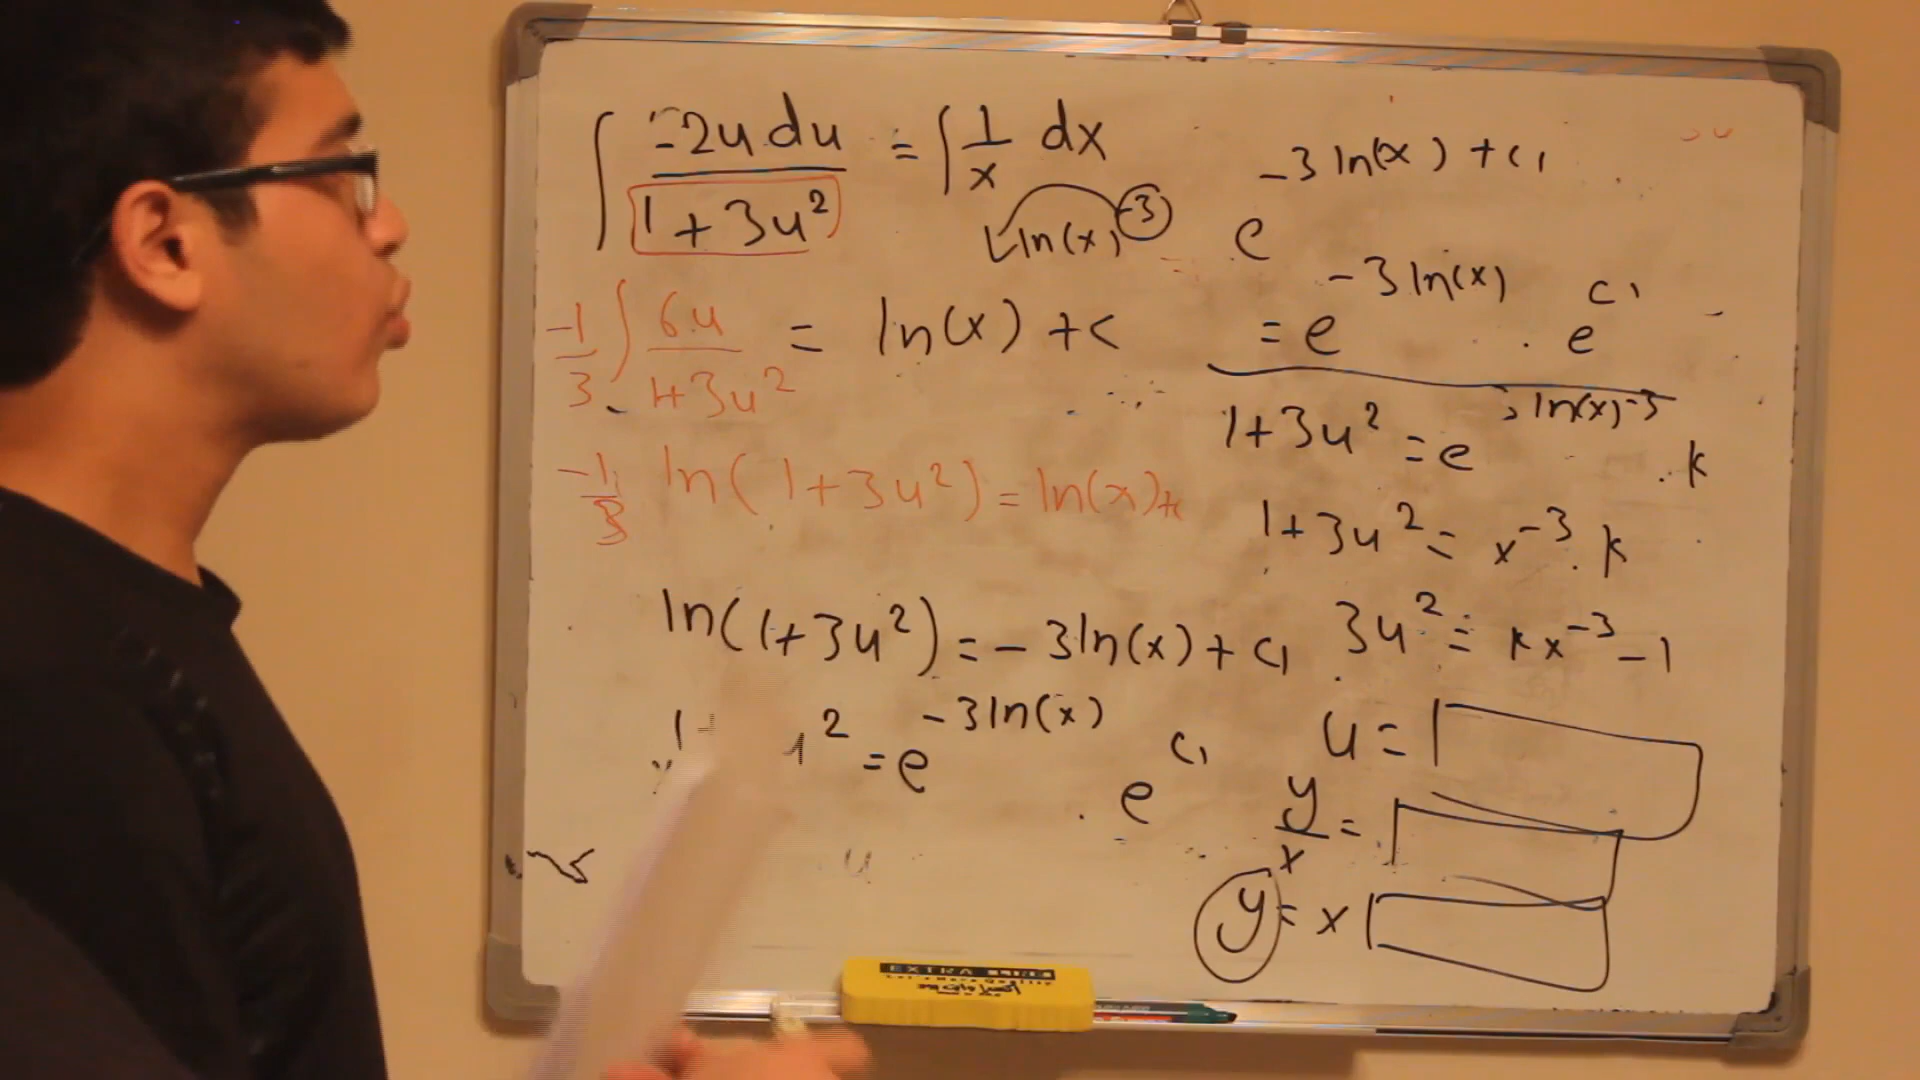 ∫ -2u du / 1+3u² = ∫ 1/x dx
ln(x) -3
-1/3 ∫ 6u / 1+3u² = ln(x) +c
-1/3 ln(1+3u²) = ln(x)+c
ln(1+3u²) = -3ln(x)+c₁
1 u² = e^-3ln(x) . e^c₁
e^-3ln(x)+c₁
= e^-3ln(x) . e^c₁
1+3u² = e^ln(x)^-3 . k
1+3u² = x^-3 . k
3u² = kx^-3 -1
u =
y/x =
y = x
EXTRA